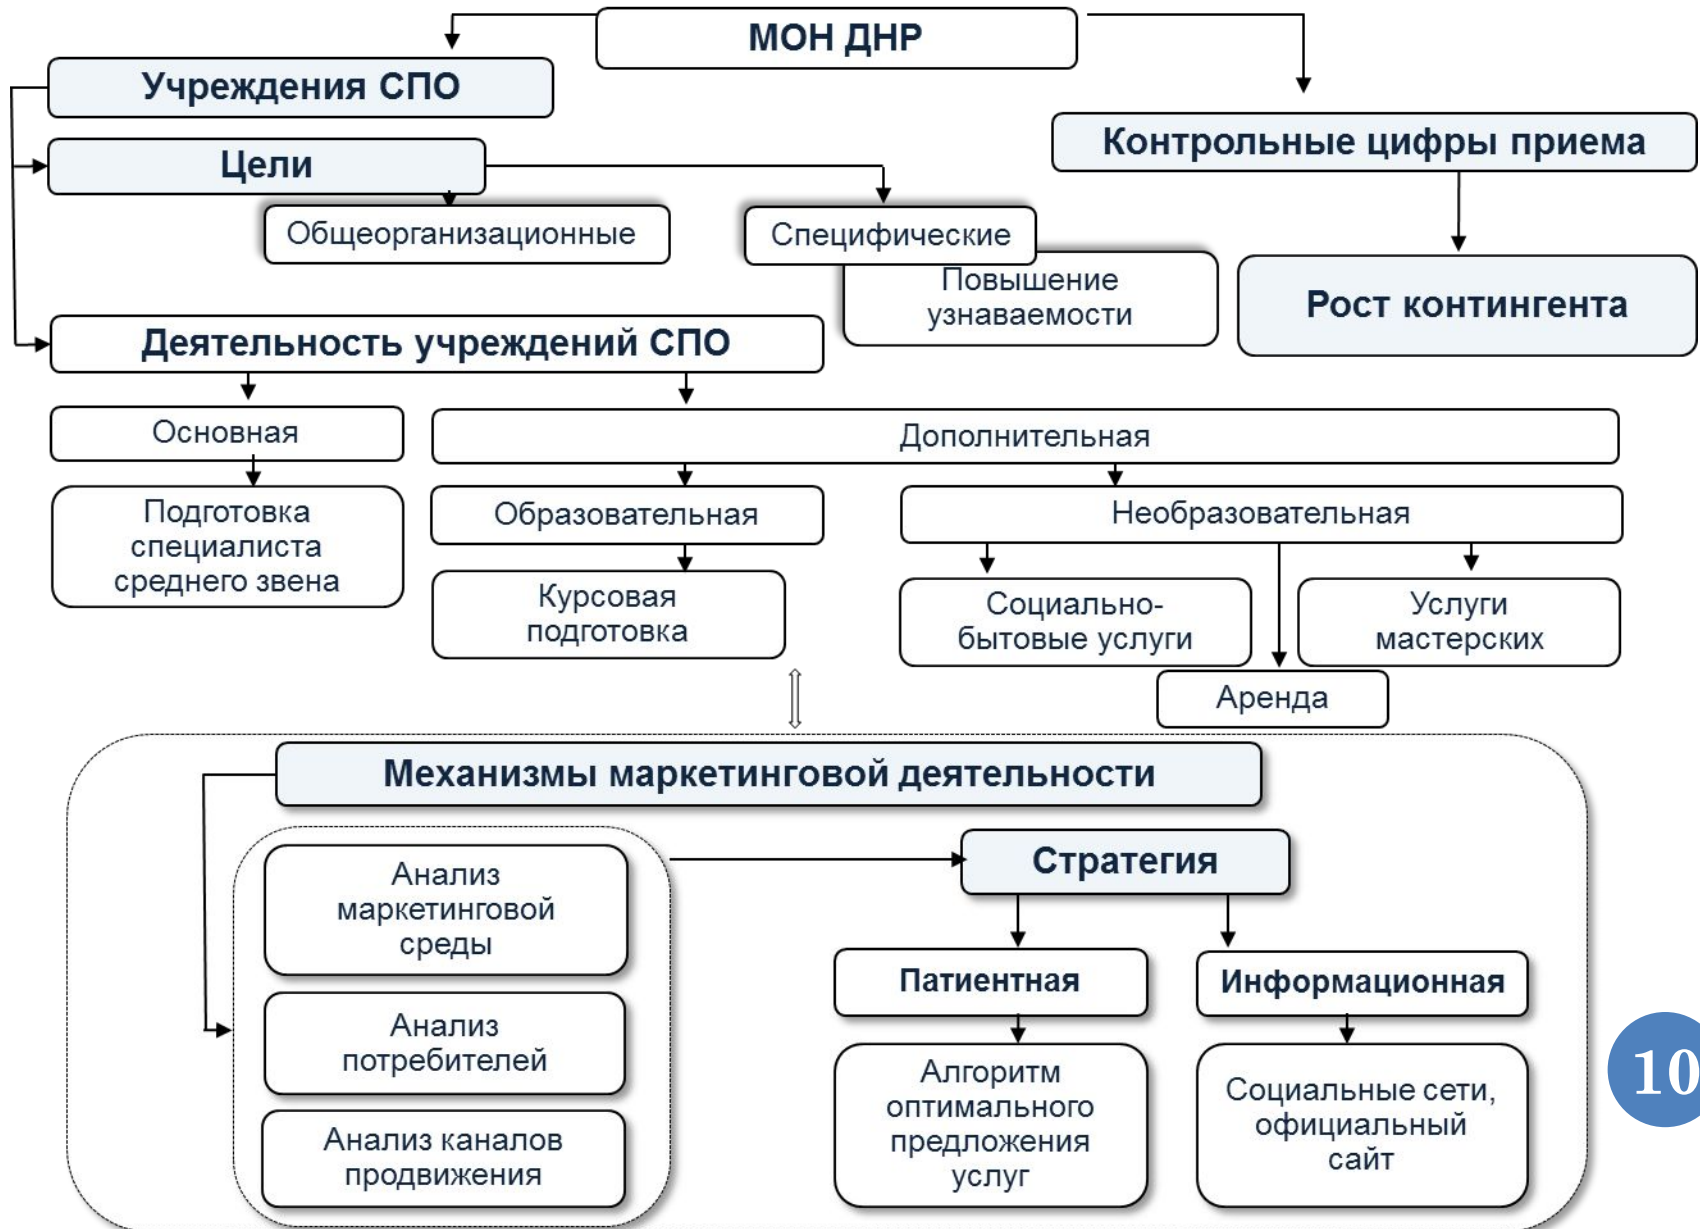 МОН ДНР
Учреждения СПО
Контрольные цифры приема
Цели
Общеорганизационные
Специфические
Повышение
узнаваемости
Рост контингента
Деятельность учреждений СПО
Основная
Дополнительная
Подготовка
специалиста
среднего звена
Образовательная
Необразовательная
Курсовая
подготовка
Социально-
бытовые услуги
Услуги
мастерских
Аренда
Механизмы маркетинговой деятельности
Анализ
маркетинговой
среды
Стратегия
Патиентная
Информационная
Анализ
потребителей
Алгоритм
оптимального
предложения
услуг
Социальные сети,
официальный
сайт
Анализ каналов
продвижения
10